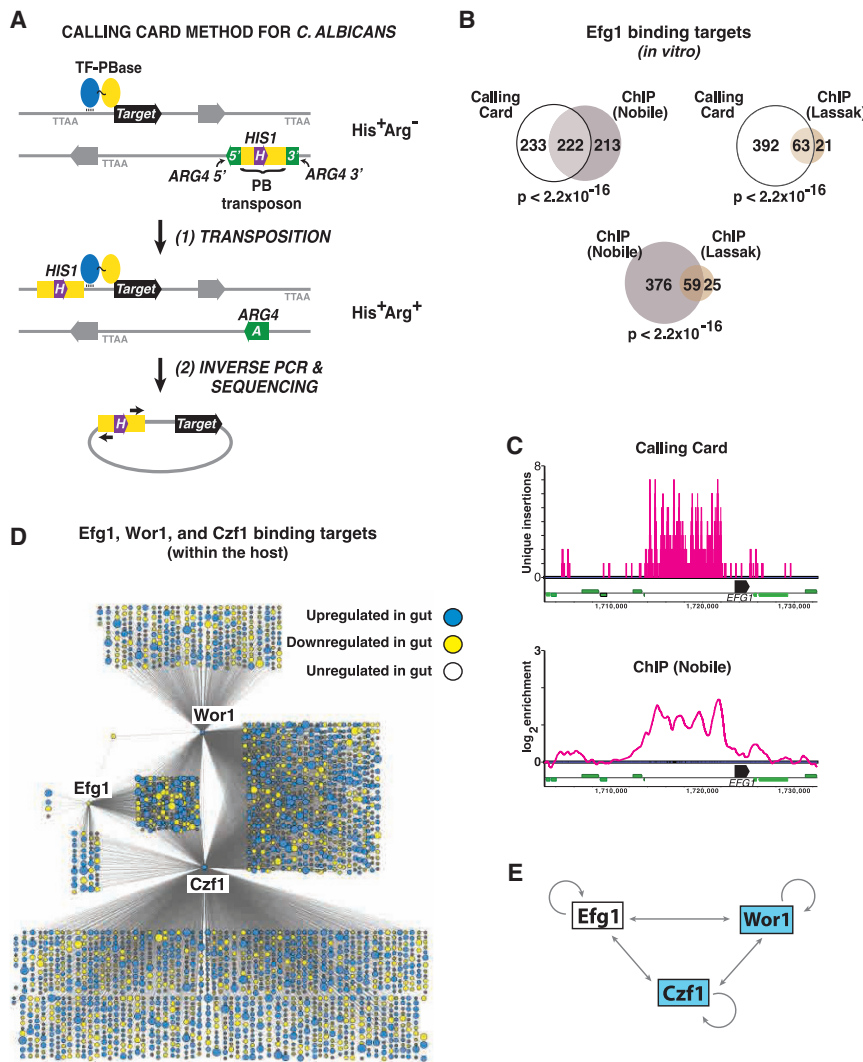 A
CALLING CARD METHOD FOR C. ALBICANS
TF-PBase
Target
TTAA
TTAA
His+Arg-
HIS1
5' H 3'
ARG4 5'
ARG4 3'
PB
transposon
(1) TRANSPOSITION
HIS1
H
Target
TTAA
ARG4
TTAA
A
His+Arg+
(2) INVERSE PCR &
SEQUENCING
H
Target
B
Efg1 binding targets
(in vitro)
Calling
Card
ChIP
(Nobile)
233 222 213
p < 2.2x10-16
Calling
Card
ChIP
(Lassak)
392 63 21
p < 2.2x10-16
ChIP
(Nobile)
ChIP
(Lassak)
376 59 25
p < 2.2x10-16
C
Calling Card
Unique insertions
8
0
EFG1
1,710,000 1,720,000 1,730,000
ChIP (Nobile)
log2enrichment
3
0
EFG1
1,710,000 1,720,000 1,730,000
D
Efg1, Wor1, and Czf1 binding targets
(within the host)
Upregulated in gut
Downregulated in gut
Unregulated in gut
Wor1
Efg1
Czf1
E
Efg1
Wor1
Czf1